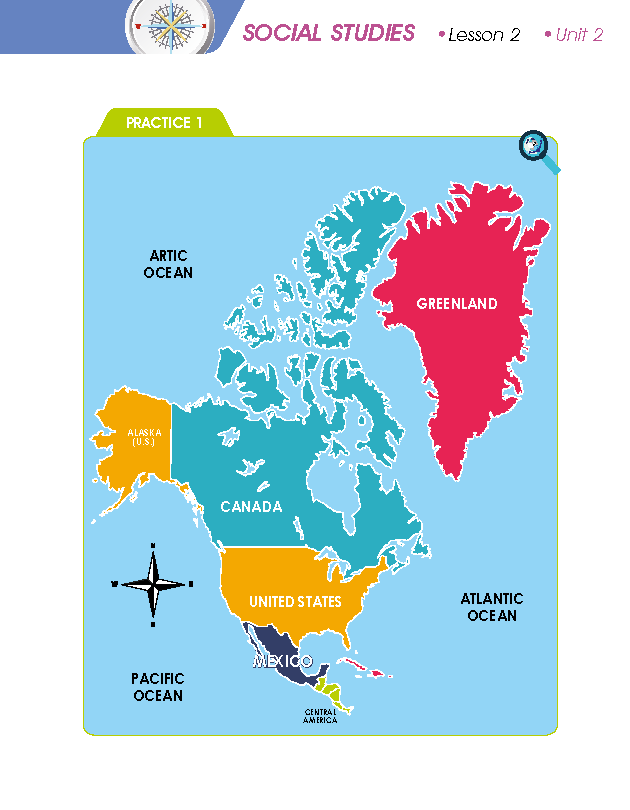 SOCIAL STUDIES • Lesson 2 • Unit 2
PRACTICE 1
ARTIC
OCEAN
GREENLAND
ALASKA
(U.S.)
CANADA
UNITED STATES
ATLANTIC
OCEAN
MEXICO
PACIFIC
OCEAN
CENTRAL
AMERICA